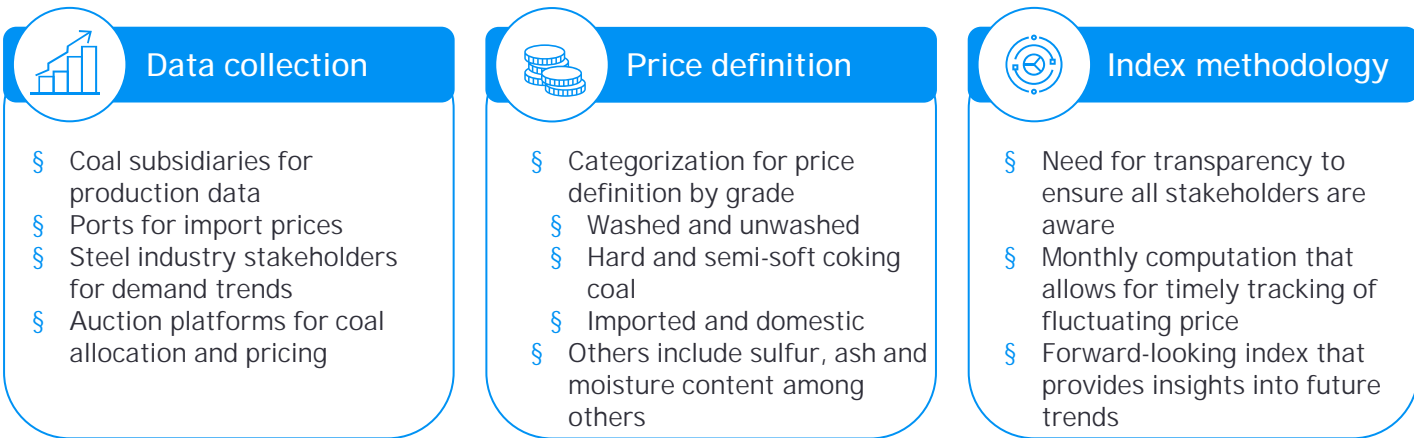 Data collection
§ Coal subsidiaries for
production data
§ Ports for import prices
§ Steel industry stakeholders
for demand trends
§ Auction platforms for coal
allocation and pricing
Price definition
§ Categorization for price
definition by grade
§ Washed and unwashed
§ Hard and semi-soft coking
coal
§ Imported and domestic
§ Others include sulfur, ash and
moisture content among
others
Index methodology
§ Need for transparency to
ensure all stakeholders are
aware
§ Monthly computation that
allows for timely tracking of
fluctuating price
§ Forward-looking index that
provides insights into future
trends